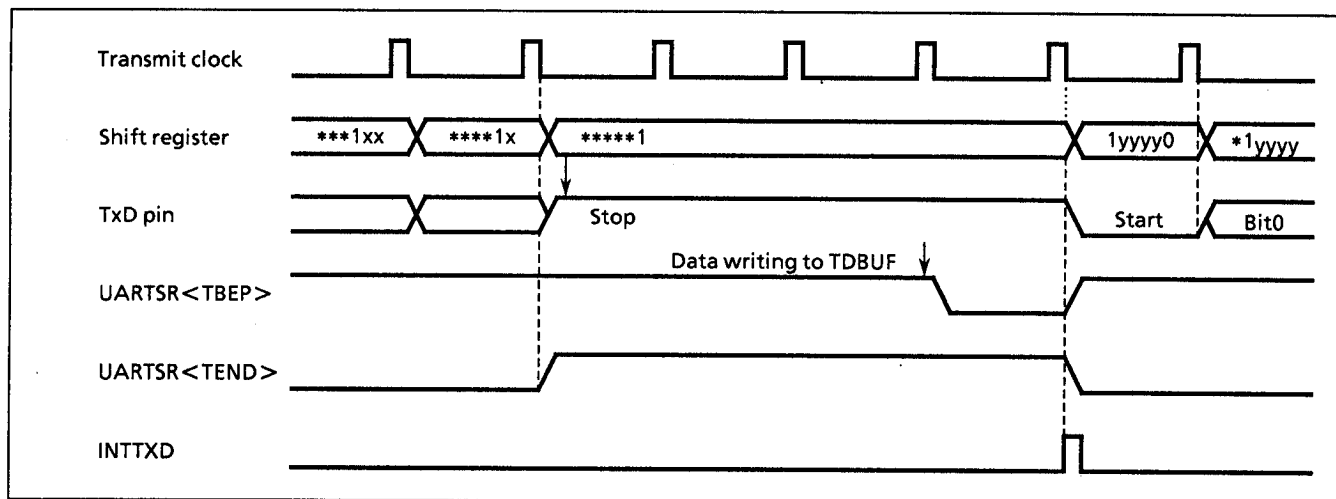 Transmit clock
Shift register ***1xx ****1x *****1 1yyyy0 *1yyyy
TxD pin Stop Start Bit0
Data writing to TDBUF
UARTSR<TBEP>
UARTSR<TEND>
INTTXD